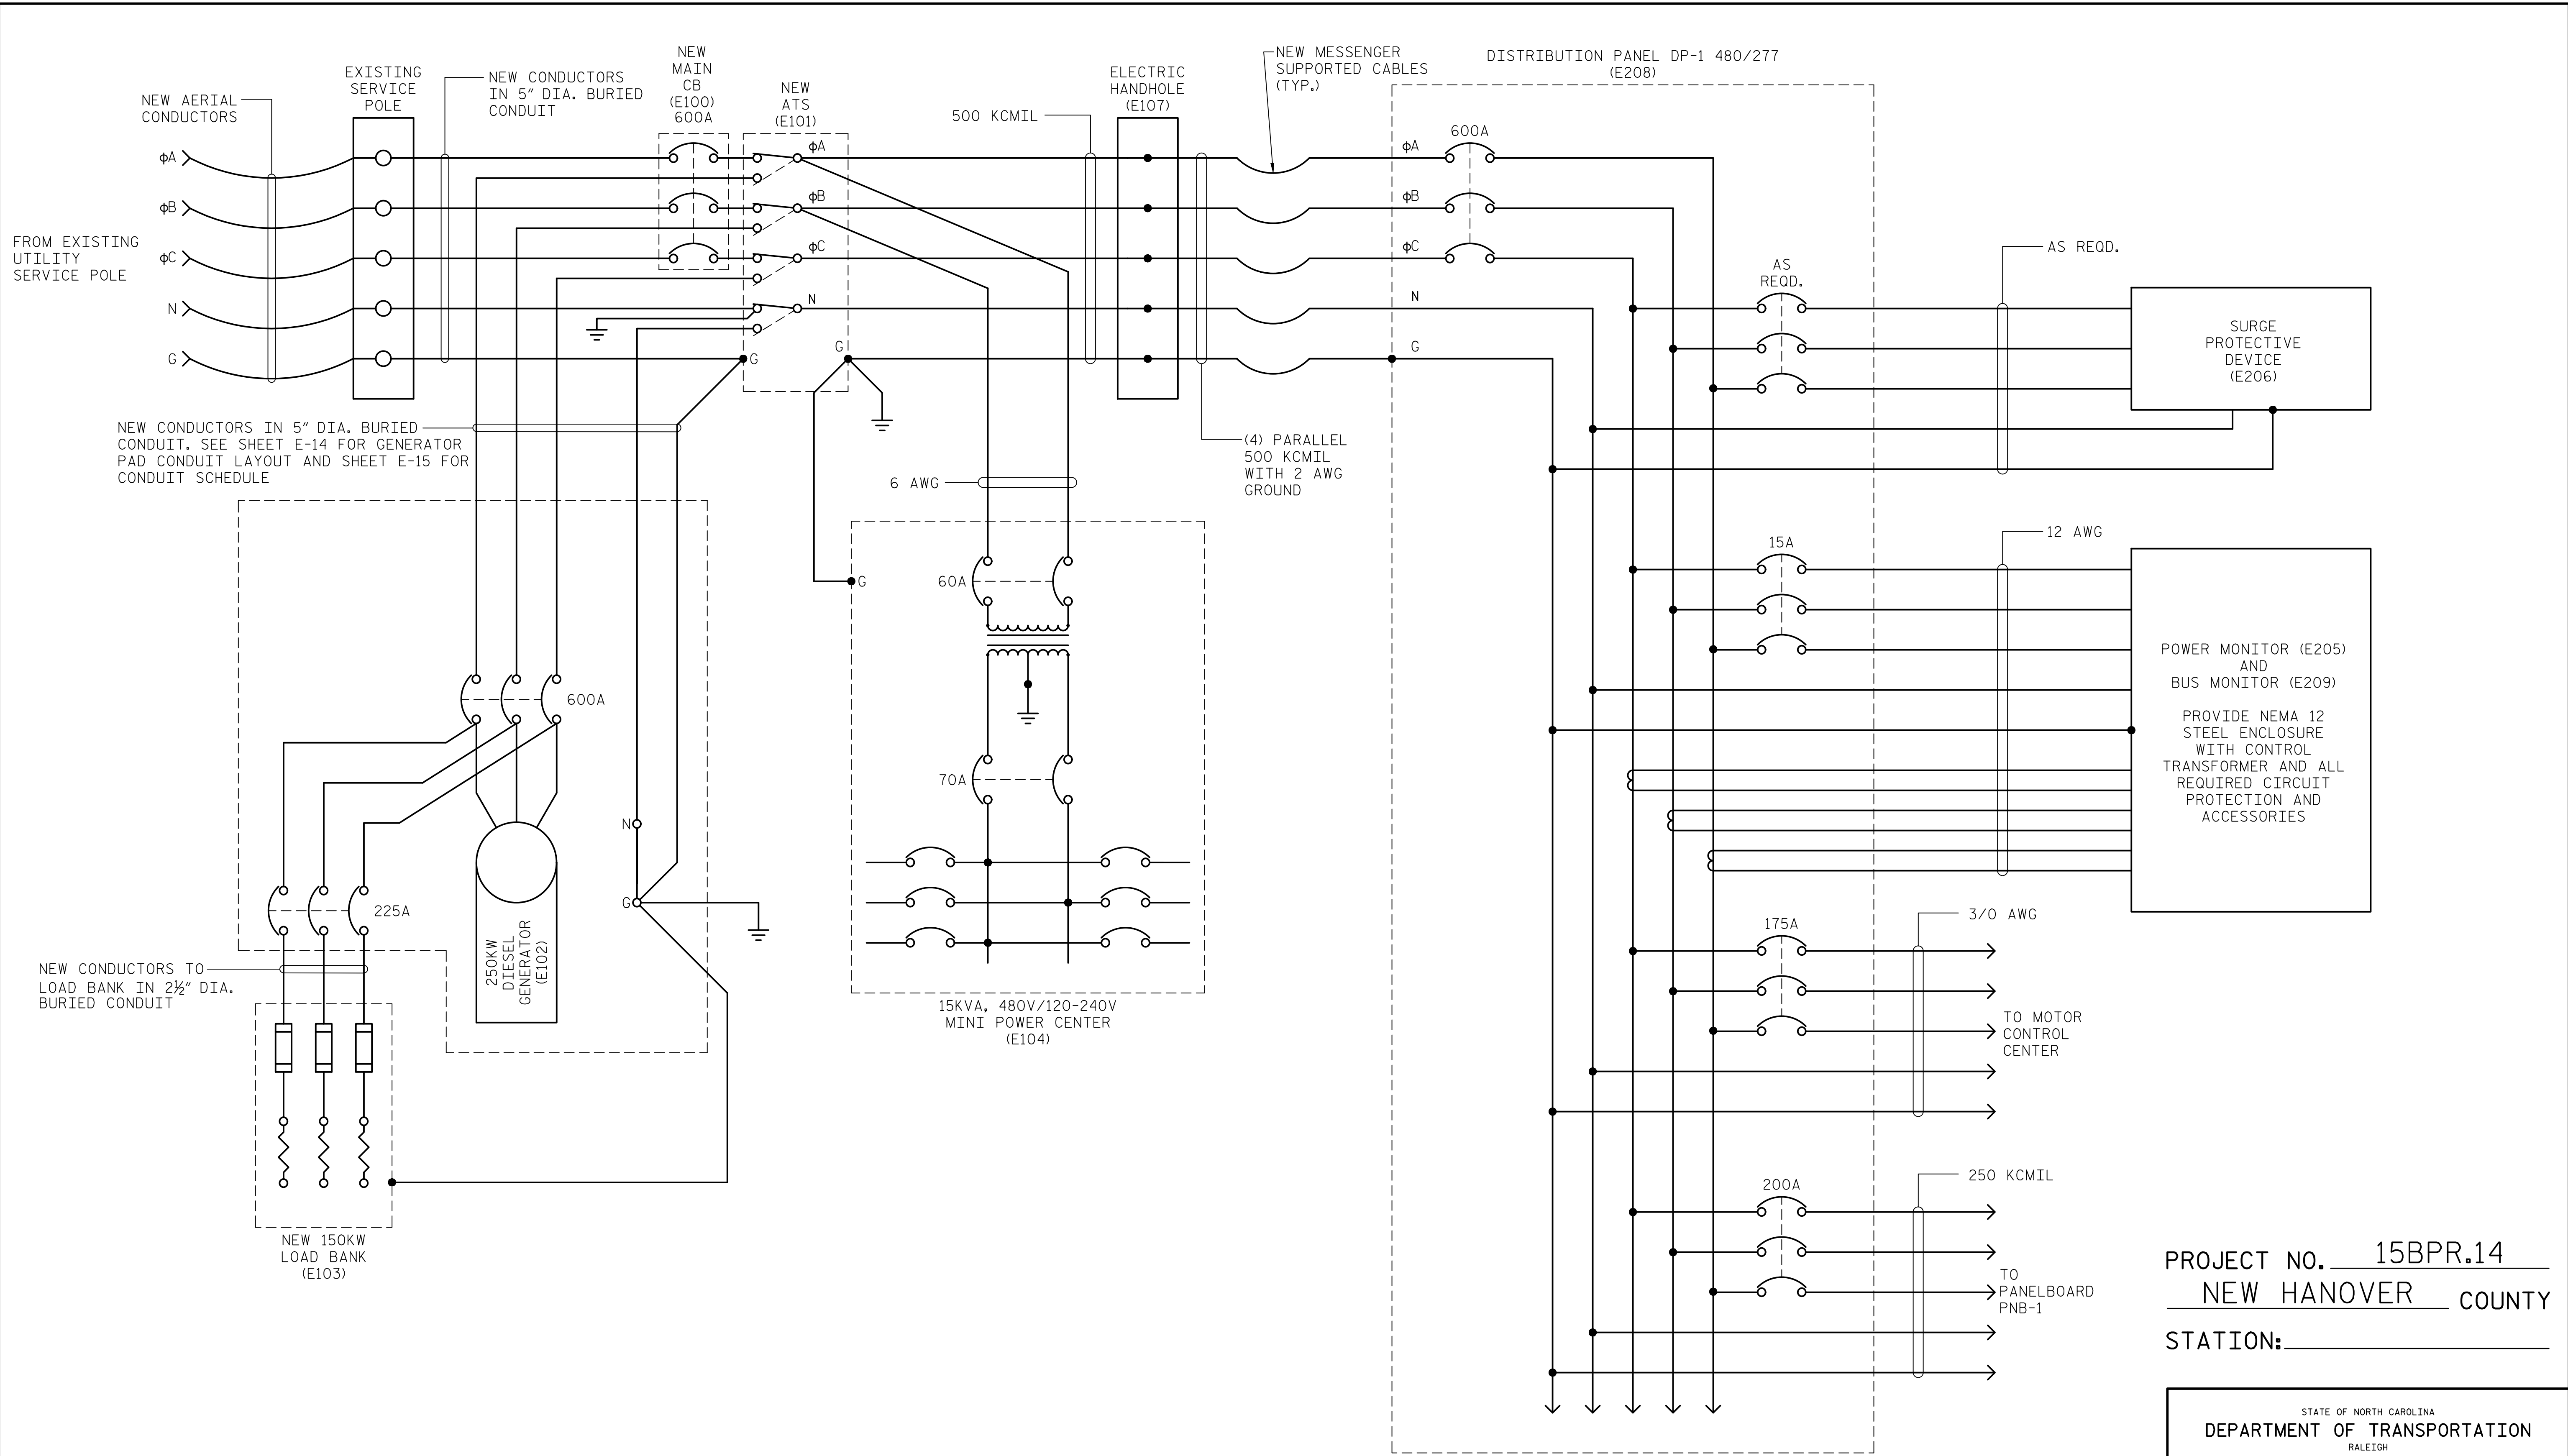 NEW AERIAL
CONDUCTORS
EXISTING
SERVICE
POLE
NEW CONDUCTORS
IN 5" DIA. BURIED
CONDUIT
NEW
MAIN
CB
(E100)
600A
NEW
ATS
(E101)
500 KCMIL
ELECTRIC
HANDHOLE
(E107)
NEW MESSENGER
SUPPORTED CABLES
(TYP.)
DISTRIBUTION PANEL DP-1 480/277
(E208)
FROM EXISTING
UTILITY
SERVICE POLE
ϕA
ϕB
ϕC
N
G
ϕA
ϕB
ϕC
N
G
G
ϕA
ϕB
ϕC
N
G
600A
AS
REQD.
AS REQD.
SURGE
PROTECTIVE
DEVICE
(E206)
NEW CONDUCTORS IN 5" DIA. BURIED
CONDUIT. SEE SHEET E-14 FOR GENERATOR
PAD CONDUIT LAYOUT AND SHEET E-15 FOR
CONDUIT SCHEDULE
6 AWG
(4) PARALLEL
500 KCMIL
WITH 2 AWG
GROUND
15A
12 AWG
60A
G
POWER MONITOR (E205)
AND
BUS MONITOR (E209)
PROVIDE NEMA 12
STEEL ENCLOSURE
WITH CONTROL
TRANSFORMER AND ALL
REQUIRED CIRCUIT
PROTECTION AND
ACCESSORIES
600A
70A
N
G
225A
250KW
DIESEL
GENERATOR
(E102)
NEW CONDUCTORS TO
LOAD BANK IN 2½" DIA.
BURIED CONDUIT
15KVA, 480V/120-240V
MINI POWER CENTER
(E104)
175A
3/0 AWG
TO MOTOR
CONTROL
CENTER
200A
250 KCMIL
TO
PANELBOARD
PNB-1
NEW 150KW
LOAD BANK
(E103)
PROJECT NO. 15BPR.14
NEW HANOVER COUNTY
STATION:
STATE OF NORTH CAROLINA
DEPARTMENT OF TRANSPORTATION
RALEIGH